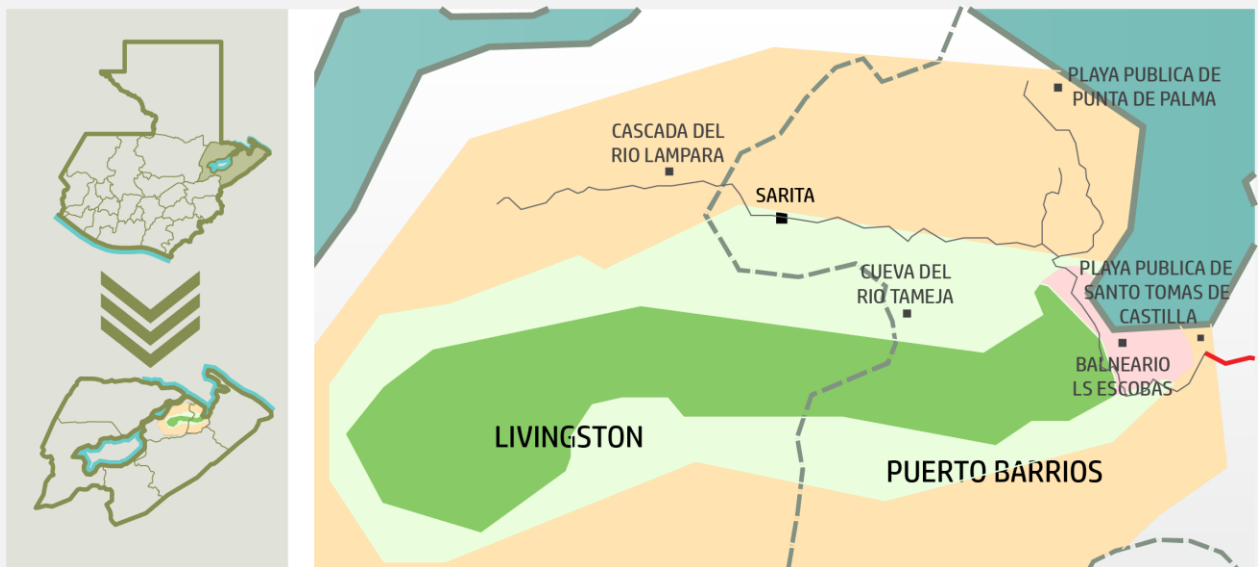 PLAYA PUBLICA DE
PUNTA DE PALMA
CASCADA DEL
RIO LAMPARA
SARITA
CUEVA DEL
RIO TAMEJA
PLAYA PUBLICA DE
SANTO TOMAS DE
CASTILLA
BALNEARIO
LS ESCOBAS
LIVINGSTON
PUERTO BARRIOS